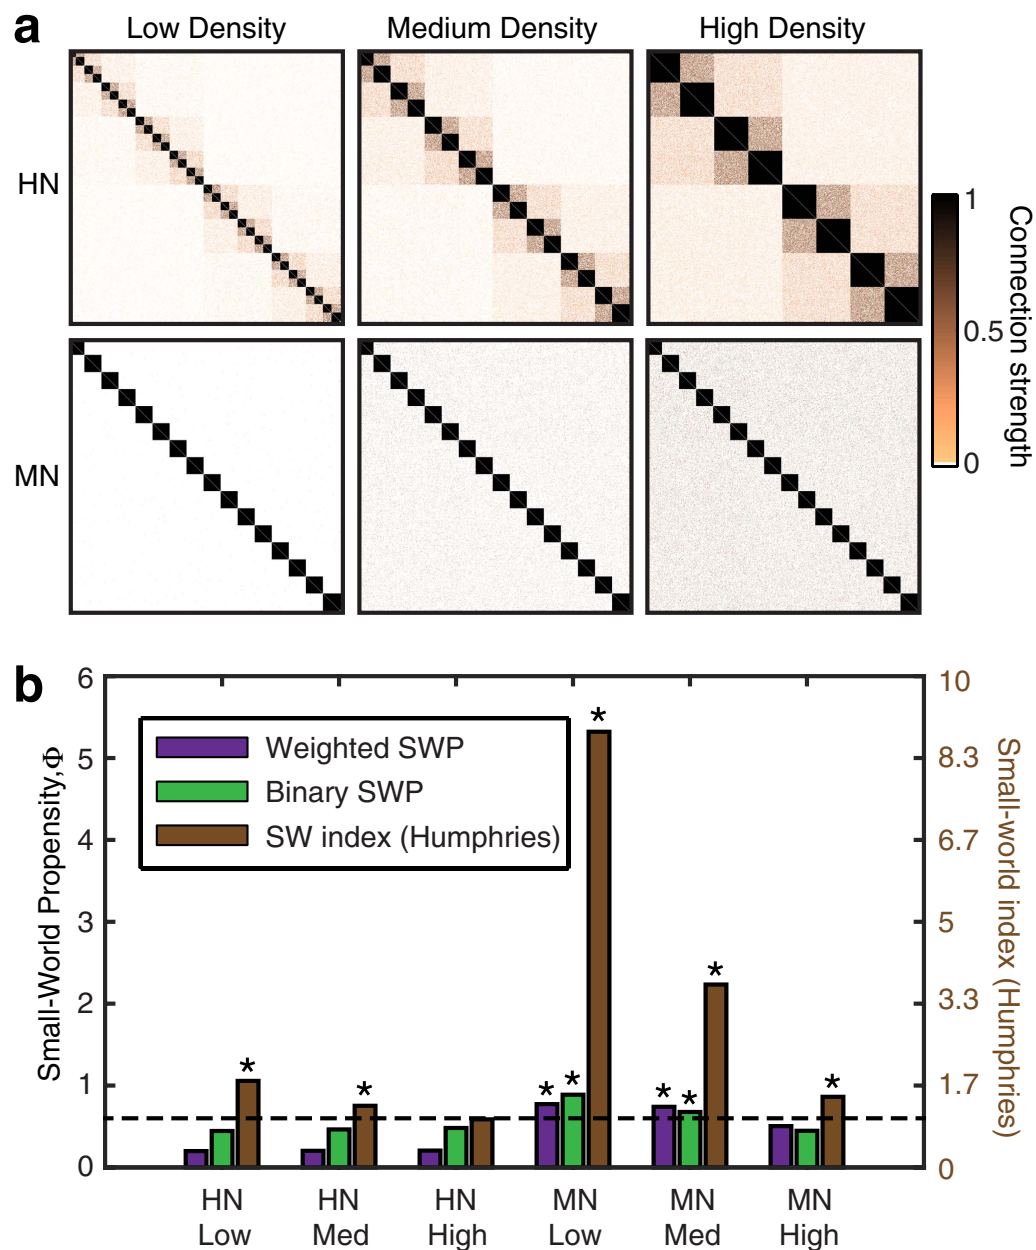 a
Low Density
Medium Density
High Density
HN
MN
1
0.5
0
Connection strength
b
6
5
4
3
2
1
0
Small-World Propensity,Φ
Weighted SWP
Binary SWP
SW index (Humphries)
*
*
*
*
*
*
*
*
*
10
8.3
6.7
5
3.3
1.7
0
Small-world index (Humphries)
HN
Low
HN
Med
HN
High
MN
Low
MN
Med
MN
High